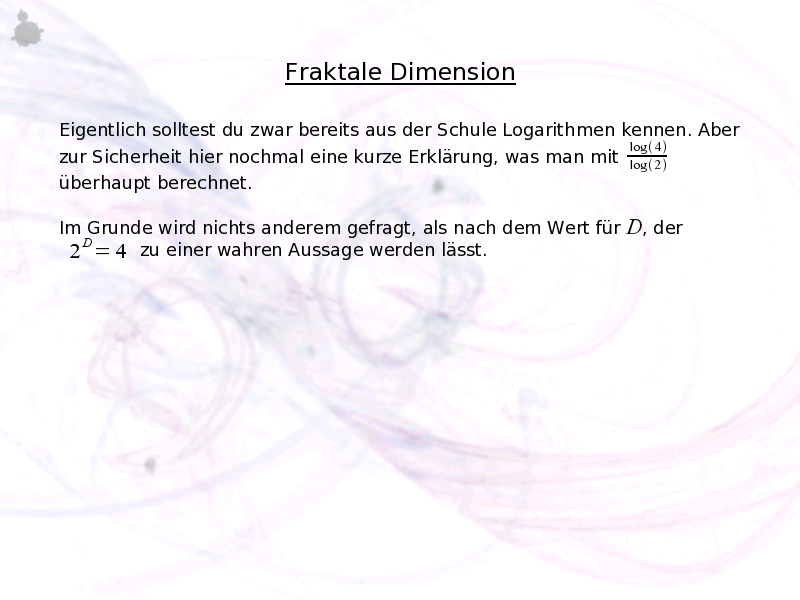 Fraktale Dimension
Eigentlich solltest du zwar bereits aus der Schule Logarithmen kennen. Aber
zur Sicherheit hier nochmal eine kurze Erklärung, was man mit log(4)/log(2)
überhaupt berechnet.
Im Grunde wird nichts anderem gefragt, als nach dem Wert für D, der
2^D = 4 zu einer wahren Aussage werden lässt.